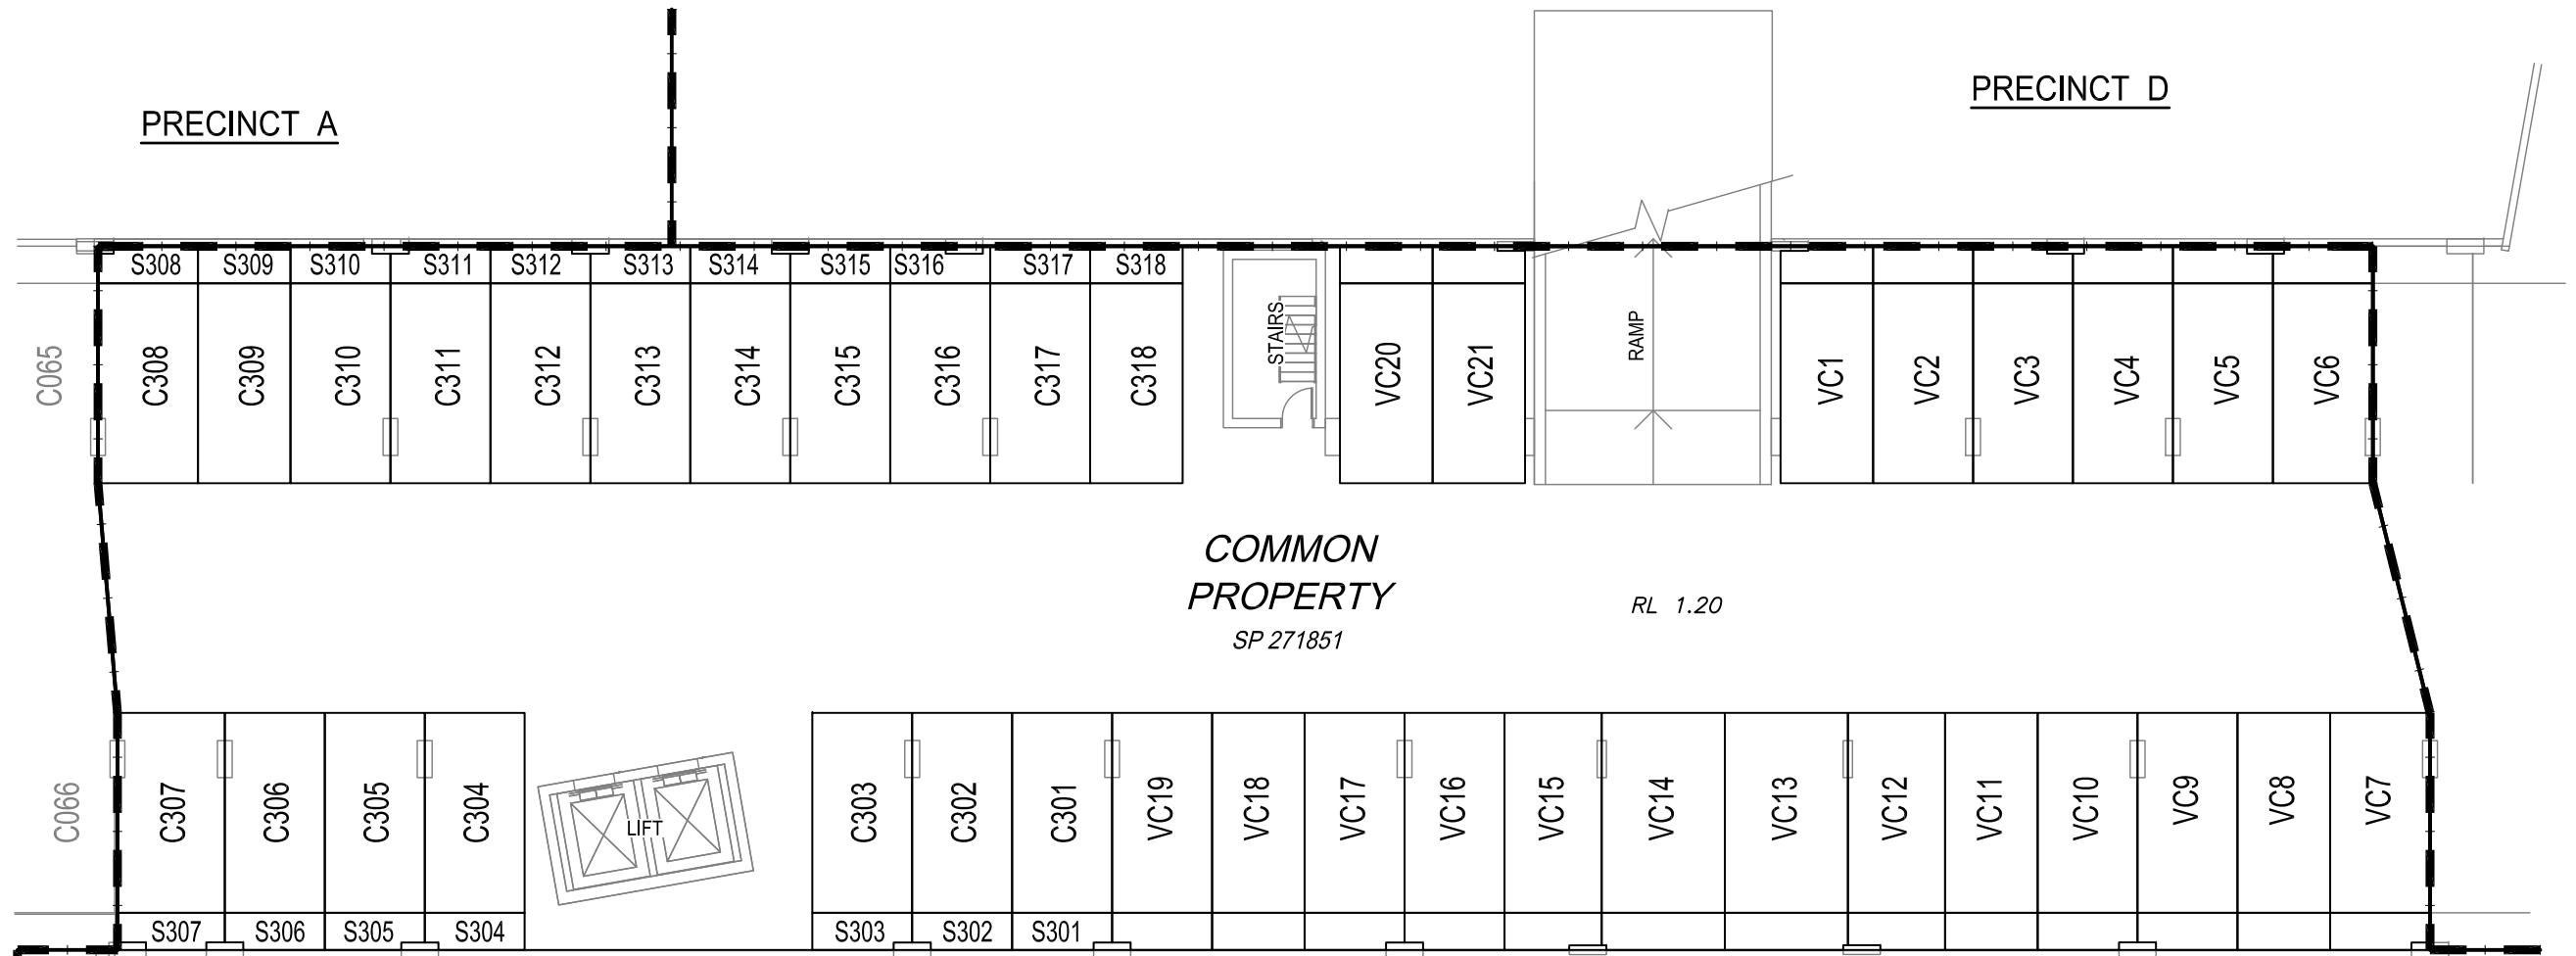 PRECINCT A
PRECINCT D
S308 S309 S310 S311 S312 S313 S314 S315 S316 S317 S318
C065 C308 C309 C310 C311 C312 C313 C314 C315 C316 C317 C318 STAIRS VC20 VC21 RAMP VC1 VC2 VC3 VC4 VC5 VC6
COMMON
PROPERTY
SP 271851
RL 1.20
C066 C307 C306 C305 C304 LIFT C303 C302 C301 VC19 VC18 VC17 VC16 VC15 VC14 VC13 VC12 VC11 VC10 VC9 VC8 VC7
S307 S306 S305 S304 S303 S302 S301